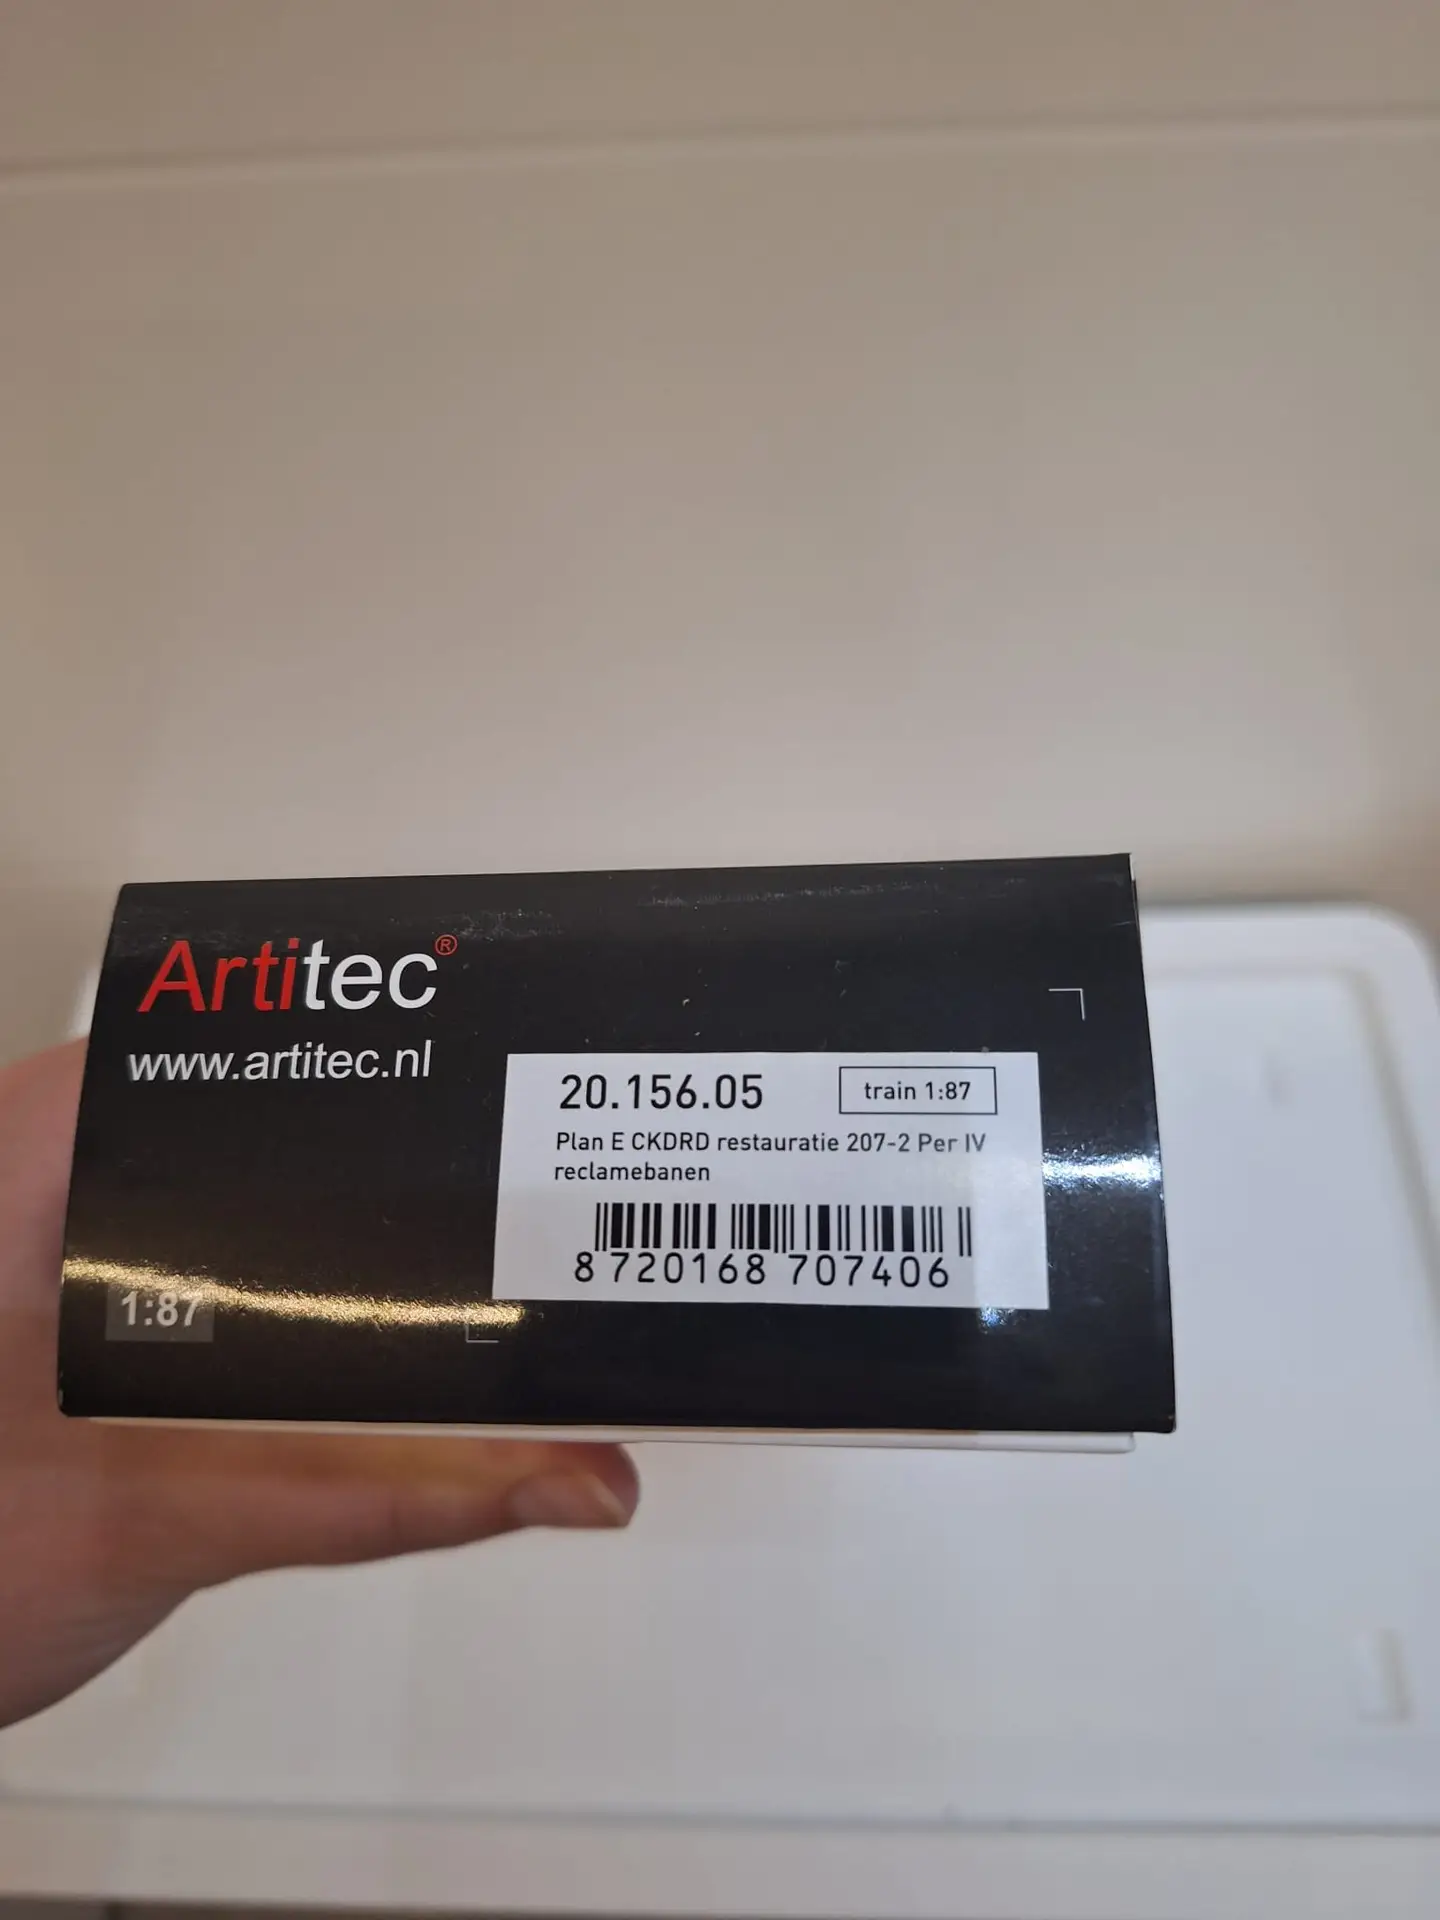 Artitec®
www.artitec.nl
20.156.05
train 1:87
Plan E CKDRD restauratie 207-2 Per IV
reclamebanen
8 720168 707406
1:87